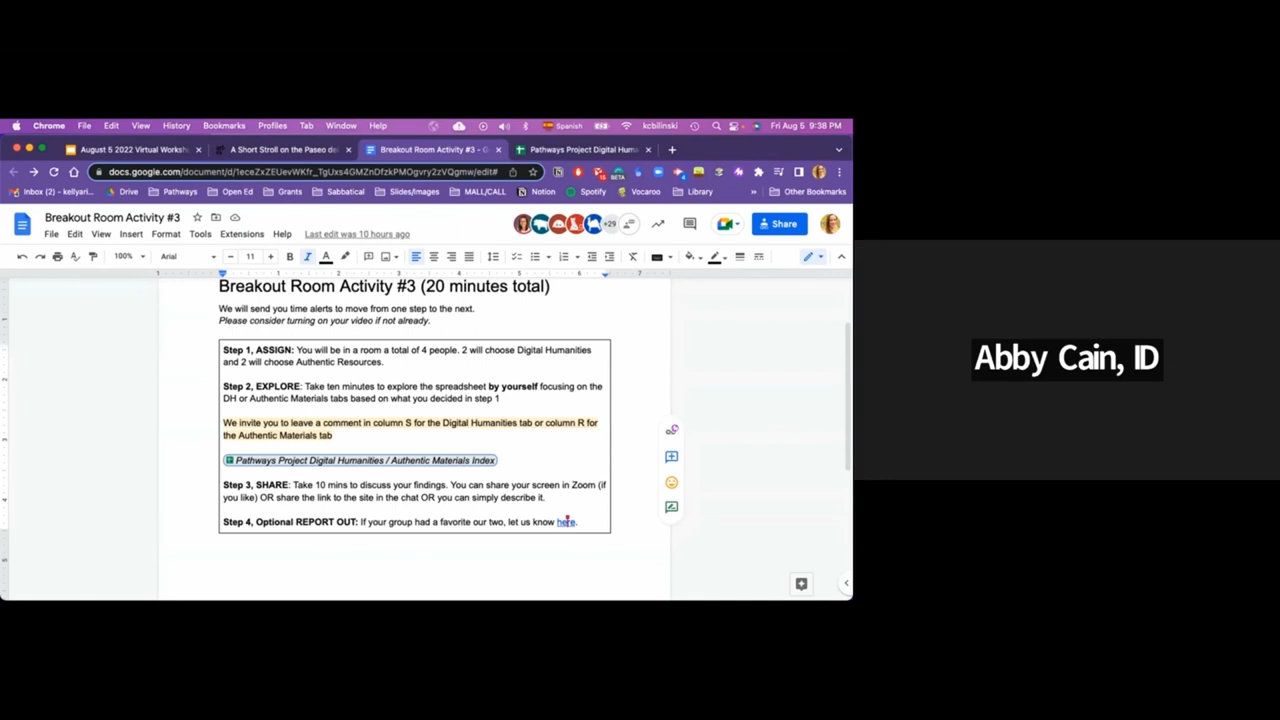 Chrome File Edit View History Bookmarks Profiles Tab Window Help Spanish kcbilinski Fri Aug 5 9:38 PM
August 5 2022 Virtual Worksh A Short Stroll on the Paseo de Breakout Room Activity #3 - G Pathways Project Digital Huma
docs.google.com/document/d/1eceZxZEUevWKfr_TgUxs4GMZnDfzkPMOgvry2zVQgmw/edit#
Inbox (2) - kellyari... Drive Pathways Open Ed Grants Sabbatical Slides/Images MALL/CALL Notion Spotify Vocaroo Library » Other Bookmarks
Breakout Room Activity #3
+29
Share
File Edit View Insert Format Tools Extensions Help Last edit was 10 hours ago
100% Arial 11 B I A
1 1 2 3 4 5 6 7
Breakout Room Activity #3 (20 minutes total)
We will send you time alerts to move from one step to the next.
Please consider turning on your video if not already.
Step 1, ASSIGN: You will be in a room a total of 4 people. 2 will choose Digital Humanities
and 2 will choose Authentic Resources.
Step 2, EXPLORE: Take ten minutes to explore the spreadsheet by yourself focusing on the
DH or Authentic Materials tabs based on what you decided in step 1
We invite you to leave a comment in column S for the Digital Humanities tab or column R for
the Authentic Materials tab
Pathways Project Digital Humanities / Authentic Materials Index
Step 3, SHARE: Take 10 mins to discuss your findings. You can share your screen in Zoom (if
you like) OR share the link to the site in the chat OR you can simply describe it.
Step 4, Optional REPORT OUT: If your group had a favorite our two, let us know here.
Abby Cain, ID